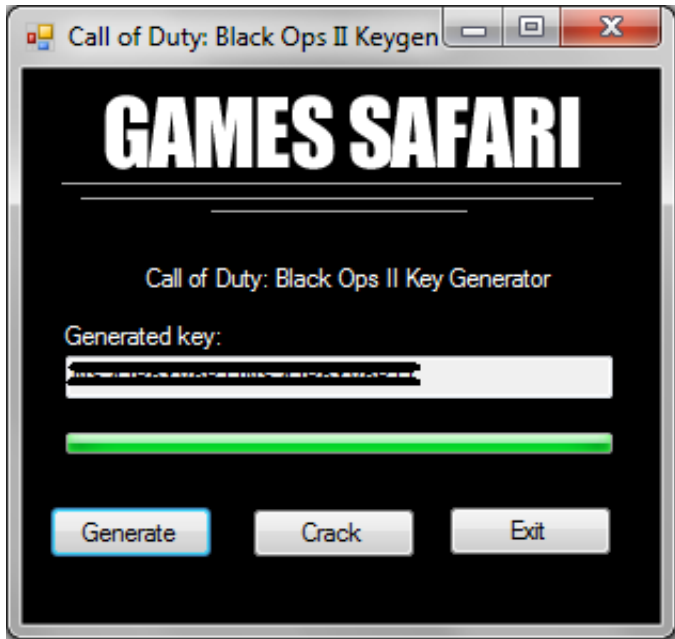 Call of Duty: Black Ops II Keygen
GAMES SAFARI
Call of Duty: Black Ops II Key Generator
Generated key:
Generate
Crack
Exit